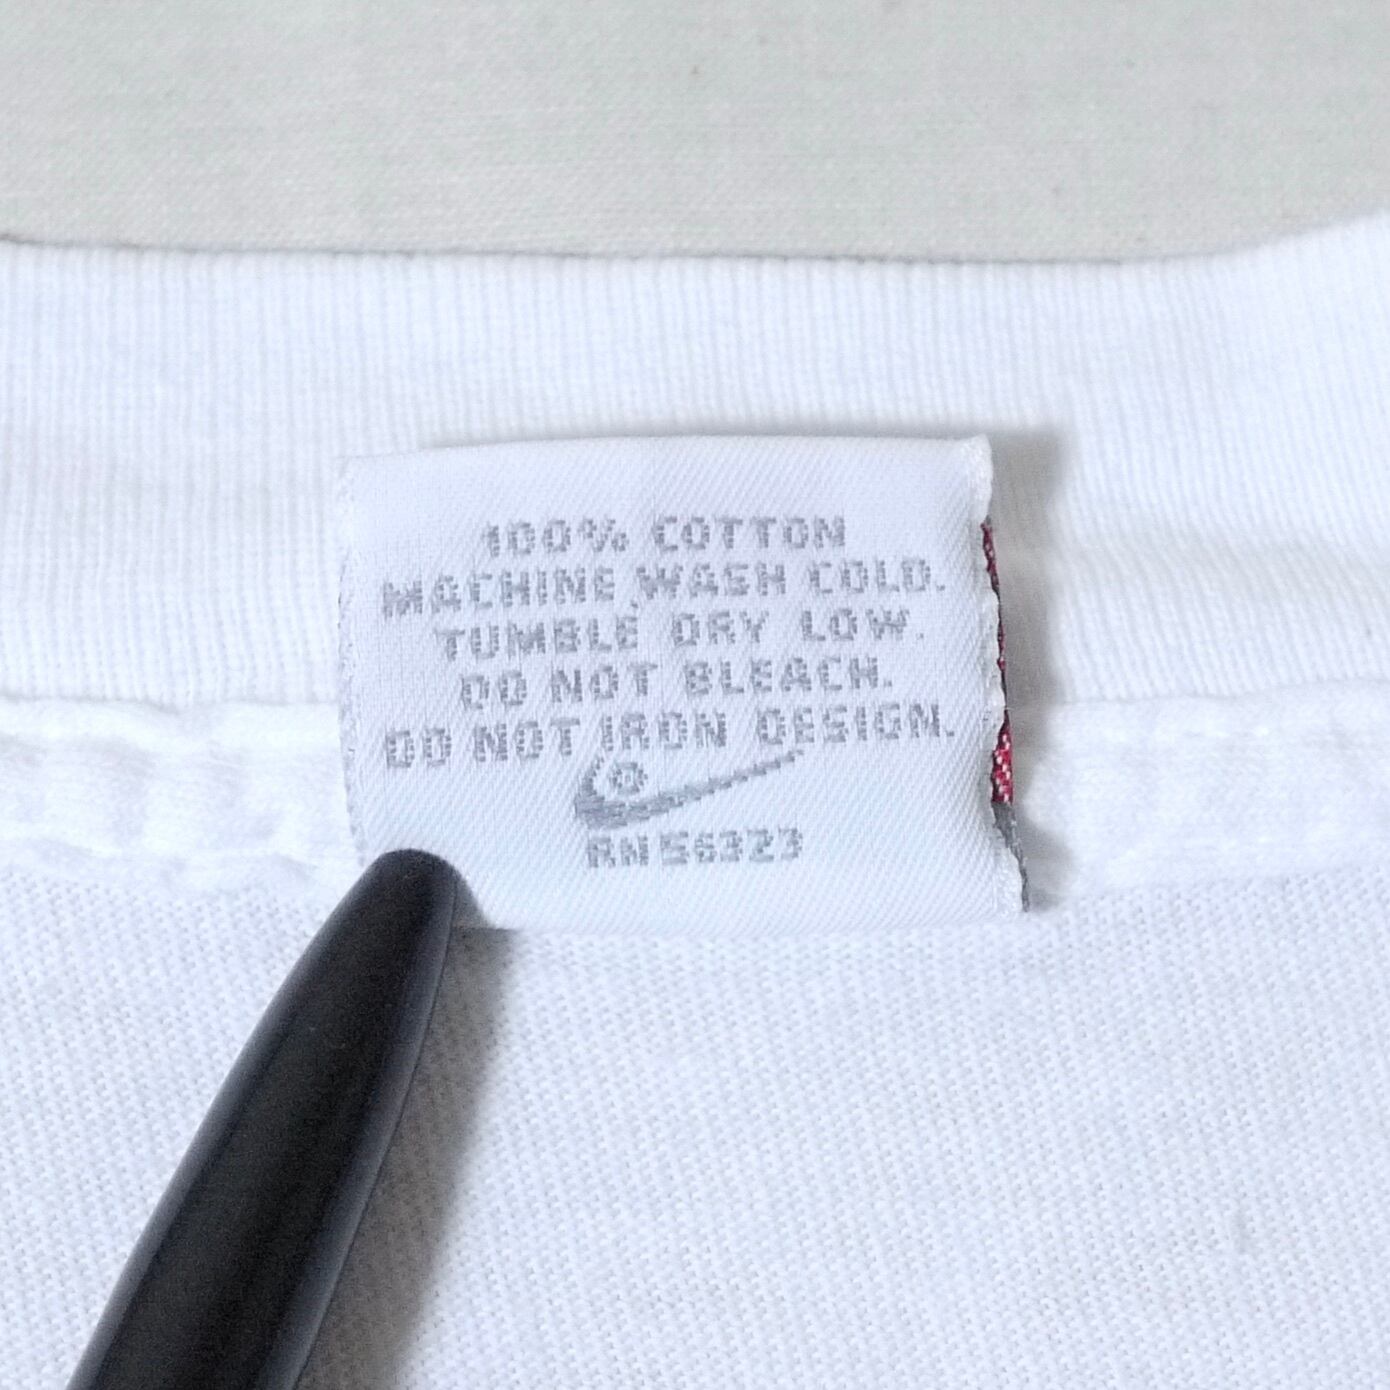 100% COTTON
MACHINE WASH COLD.
TUMBLE DRY LOW.
DO NOT BLEACH.
DO NOT IRON DESIGN.
®
RN 56323